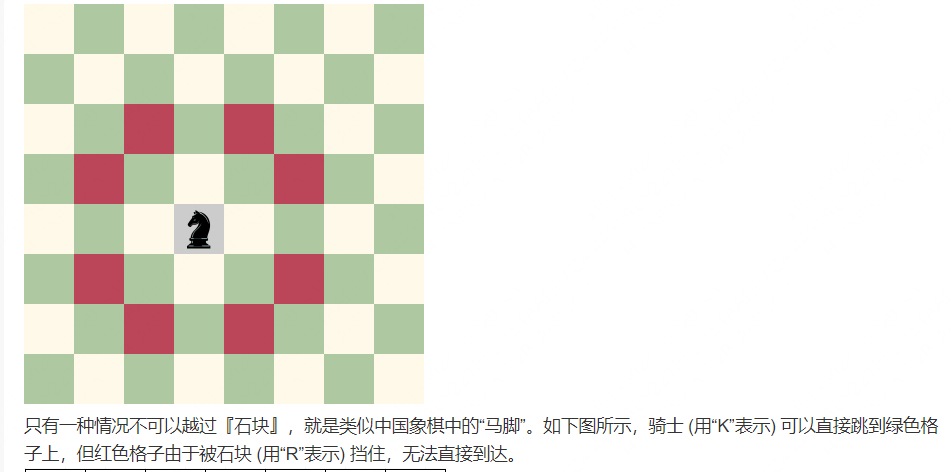 只有一种情况不可以越过『石块』，就是类似中国象棋中的“马脚”。如下图所示，骑士 (用“K”表示) 可以直接跳到绿色格
子上，但红色格子由于被石块 (用“R”表示) 挡住，无法直接到达。